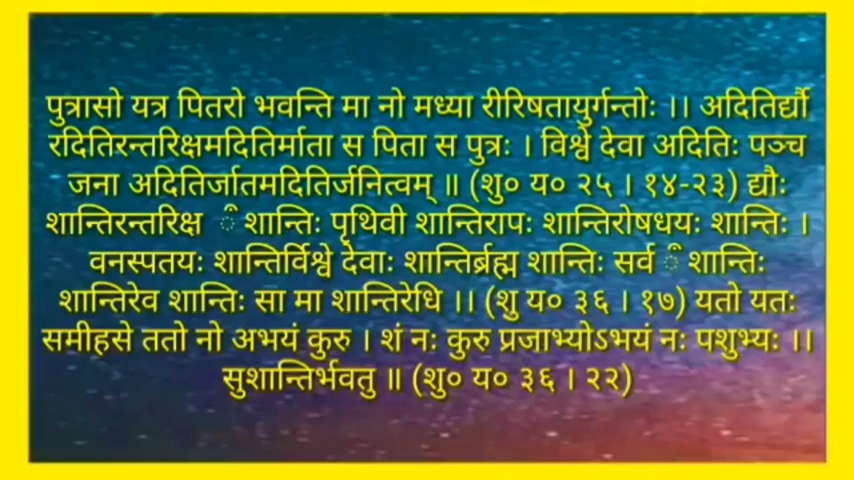 पुत्रासो यत्र पितरो भवन्ति मा नो मध्या रीरिषतायुर्गन्तोः ।। अदितिर्द्यौ
रदितिरन्तरिक्षमदितिर्माता स पिता स पुत्रः । विश्वे देवा अदितिः पञ्च
जना अदितिर्जातमदितिर्जनित्वम् ॥ (शु० य० २५ । १४-२३) द्यौः
शान्तिरन्तरिक्ष ँ शान्तिः पृथिवी शान्तिरापः शान्तिरोषधयः शान्तिः ।
वनस्पतयः शान्तिर्विश्वे देवाः शान्तिर्ब्रह्म शान्तिः सर्व ँ शान्तिः
शान्तिरेव शान्तिः सा मा शान्तिरेधि ।। (शु य० ३६ । १७) यतो यतः
समीहसे ततो नो अभयं कुरु । शं नः कुरु प्रजाभ्योऽभयं नः पशुभ्यः ।।
सुशान्तिर्भवतु ॥ (शु० य० ३६ । २२)